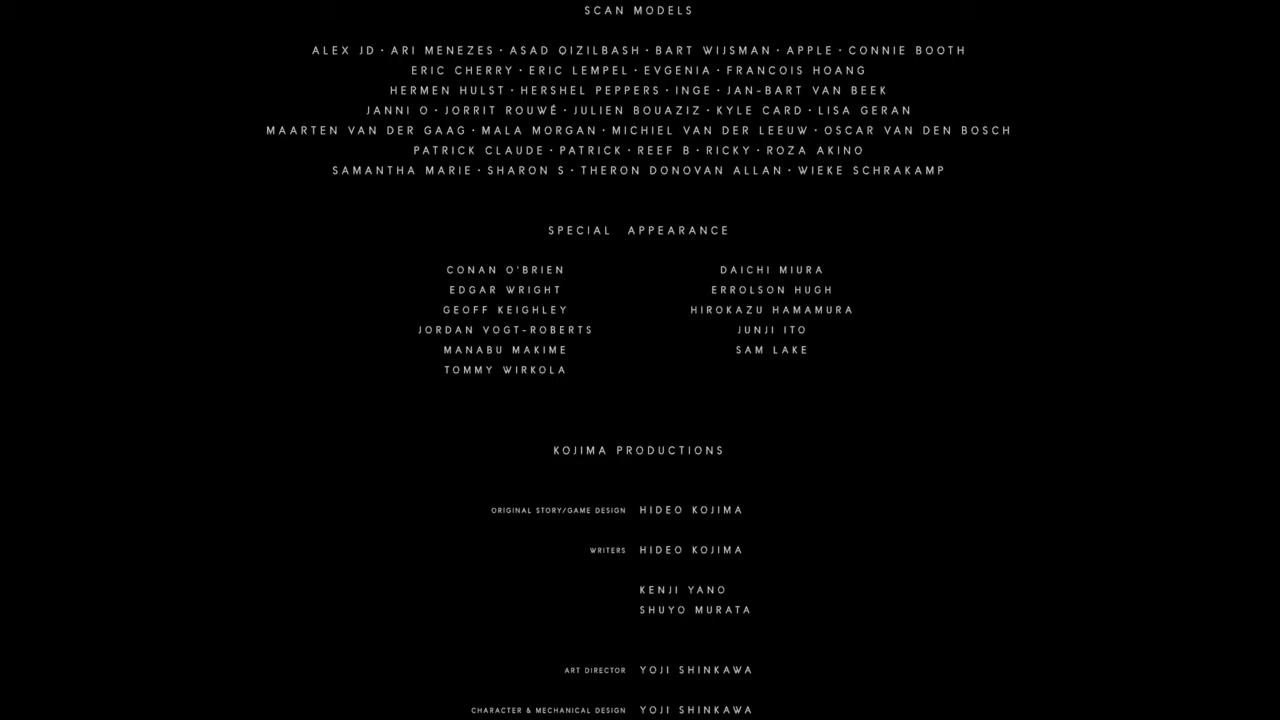 SCAN MODELS
ALEX JD · ARI MENEZES · ASAD QIZILBASH · BART WIJSMAN · APPLE · CONNIE BOOTH
ERIC CHERRY · ERIC LEMPEL · EVGENIA · FRANCOIS HOANG
HERMEN HULST · HERSHEL PEPPERS · INGE · JAN-BART VAN BEEK
JANNI O · JORRIT ROUWÉ · JULIEN BOUAZIZ · KYLE CARD · LISA GERAN
MAARTEN VAN DER GAAG · MALA MORGAN · MICHIEL VAN DER LEEUW · OSCAR VAN DEN BOSCH
PATRICK CLAUDE · PATRICK · REEF B · RICKY · ROZA AKINO
SAMANTHA MARIE · SHARON S · THERON DONOVAN ALLAN · WIEKE SCHRAKAMP
SPECIAL APPEARANCE
CONAN O'BRIEN
EDGAR WRIGHT
GEOFF KEIGHLEY
JORDAN VOGT-ROBERTS
MANABU MAKIME
TOMMY WIRKOLA
DAICHI MIURA
ERROLSON HUGH
HIROKAZU HAMAMURA
JUNJI ITO
SAM LAKE
KOJIMA PRODUCTIONS
ORIGINAL STORY/GAME DESIGN HIDEO KOJIMA
WRITERS HIDEO KOJIMA
KENJI YANO
SHUYO MURATA
ART DIRECTOR YOJI SHINKAWA
CHARACTER & MECHANICAL DESIGN YOJI SHINKAWA